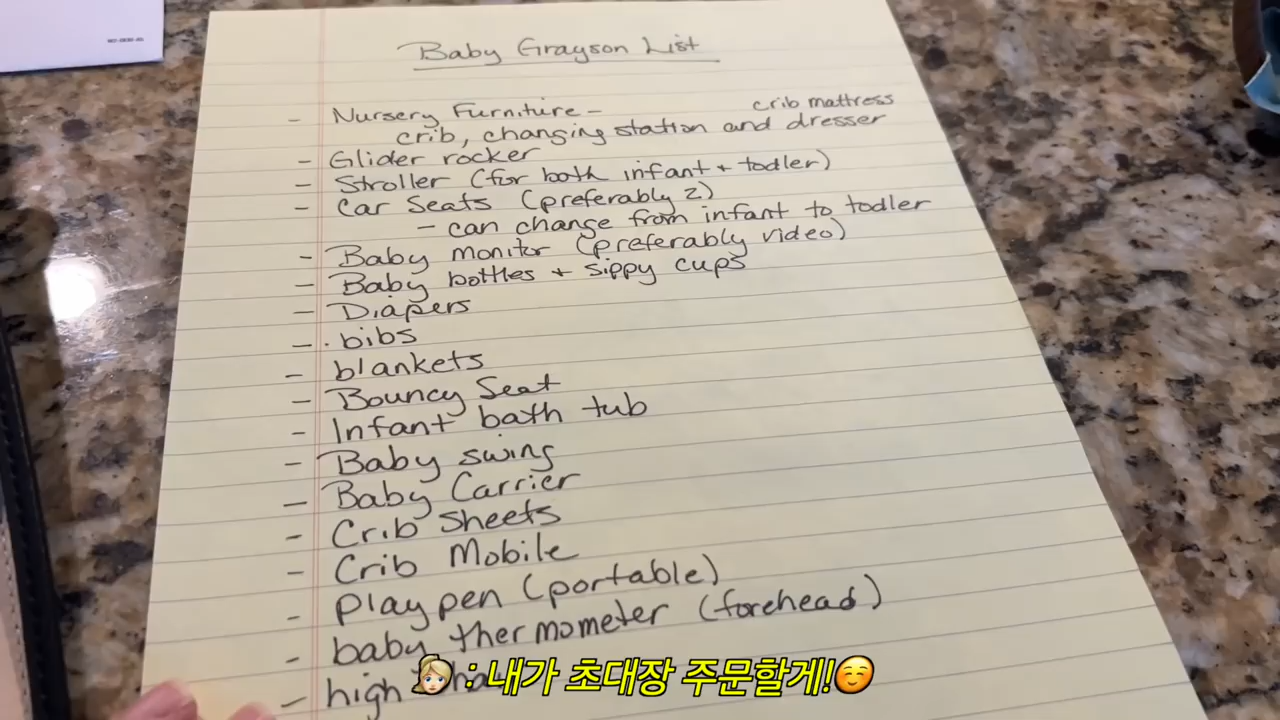 Baby Grayson List
- Nursery Furniture -
crib mattress
crib, changing station and dresser
- Glider rocker
- Stroller (for both infant + todler)
- Car Seats (preferably 2)
- can change from infant to todler
- Baby monitor (preferably video)
- Baby bottles + sippy cups
- Diapers
- bibs
- blankets
- Bouncy Seat
- Infant bath tub
- Baby swing
- Baby Carrier
- Crib Sheets
- Crib Mobile
- Play pen (portable)
- baby thermometer (forehead)
- high
: 내가 초대장 주문할게!